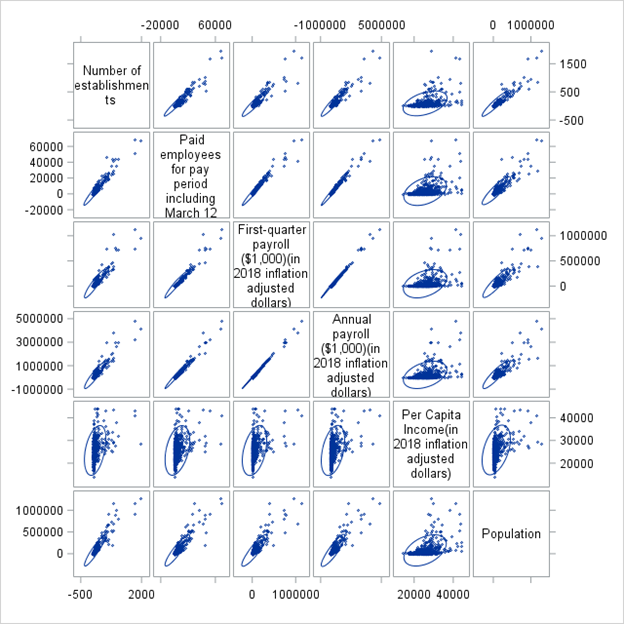 -20000 60000 -1000000 5000000 0 1000000
Number of
establishmen
ts
1500
500
-500
60000
40000
20000
0
-20000
Paid
employees
for pay
period
including
March 12
First-quarter
payroll
($1,000)(in
2018 inflation
adjusted
dollars)
1000000
500000
0
5000000
3000000
1000000
-1000000
Annual
payroll
($1,000)(in
2018 inflation
adjusted
dollars)
Per Capita
Income(in
2018 inflation
adjusted
dollars)
40000
30000
20000
1000000
500000
0
Population
-500 2000 0 1000000 20000 40000